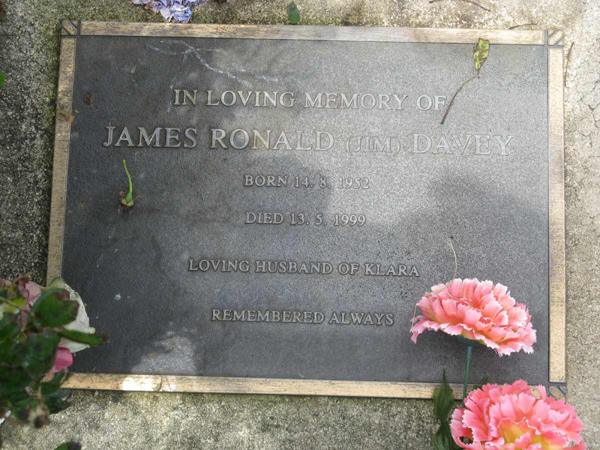 IN LOVING MEMORY OF
JAMES RONALD (JIM) DAVEY
BORN 14. 8. 1952
DIED 13. 5. 1999
LOVING HUSBAND OF KLARA
REMEMBERED ALWAYS